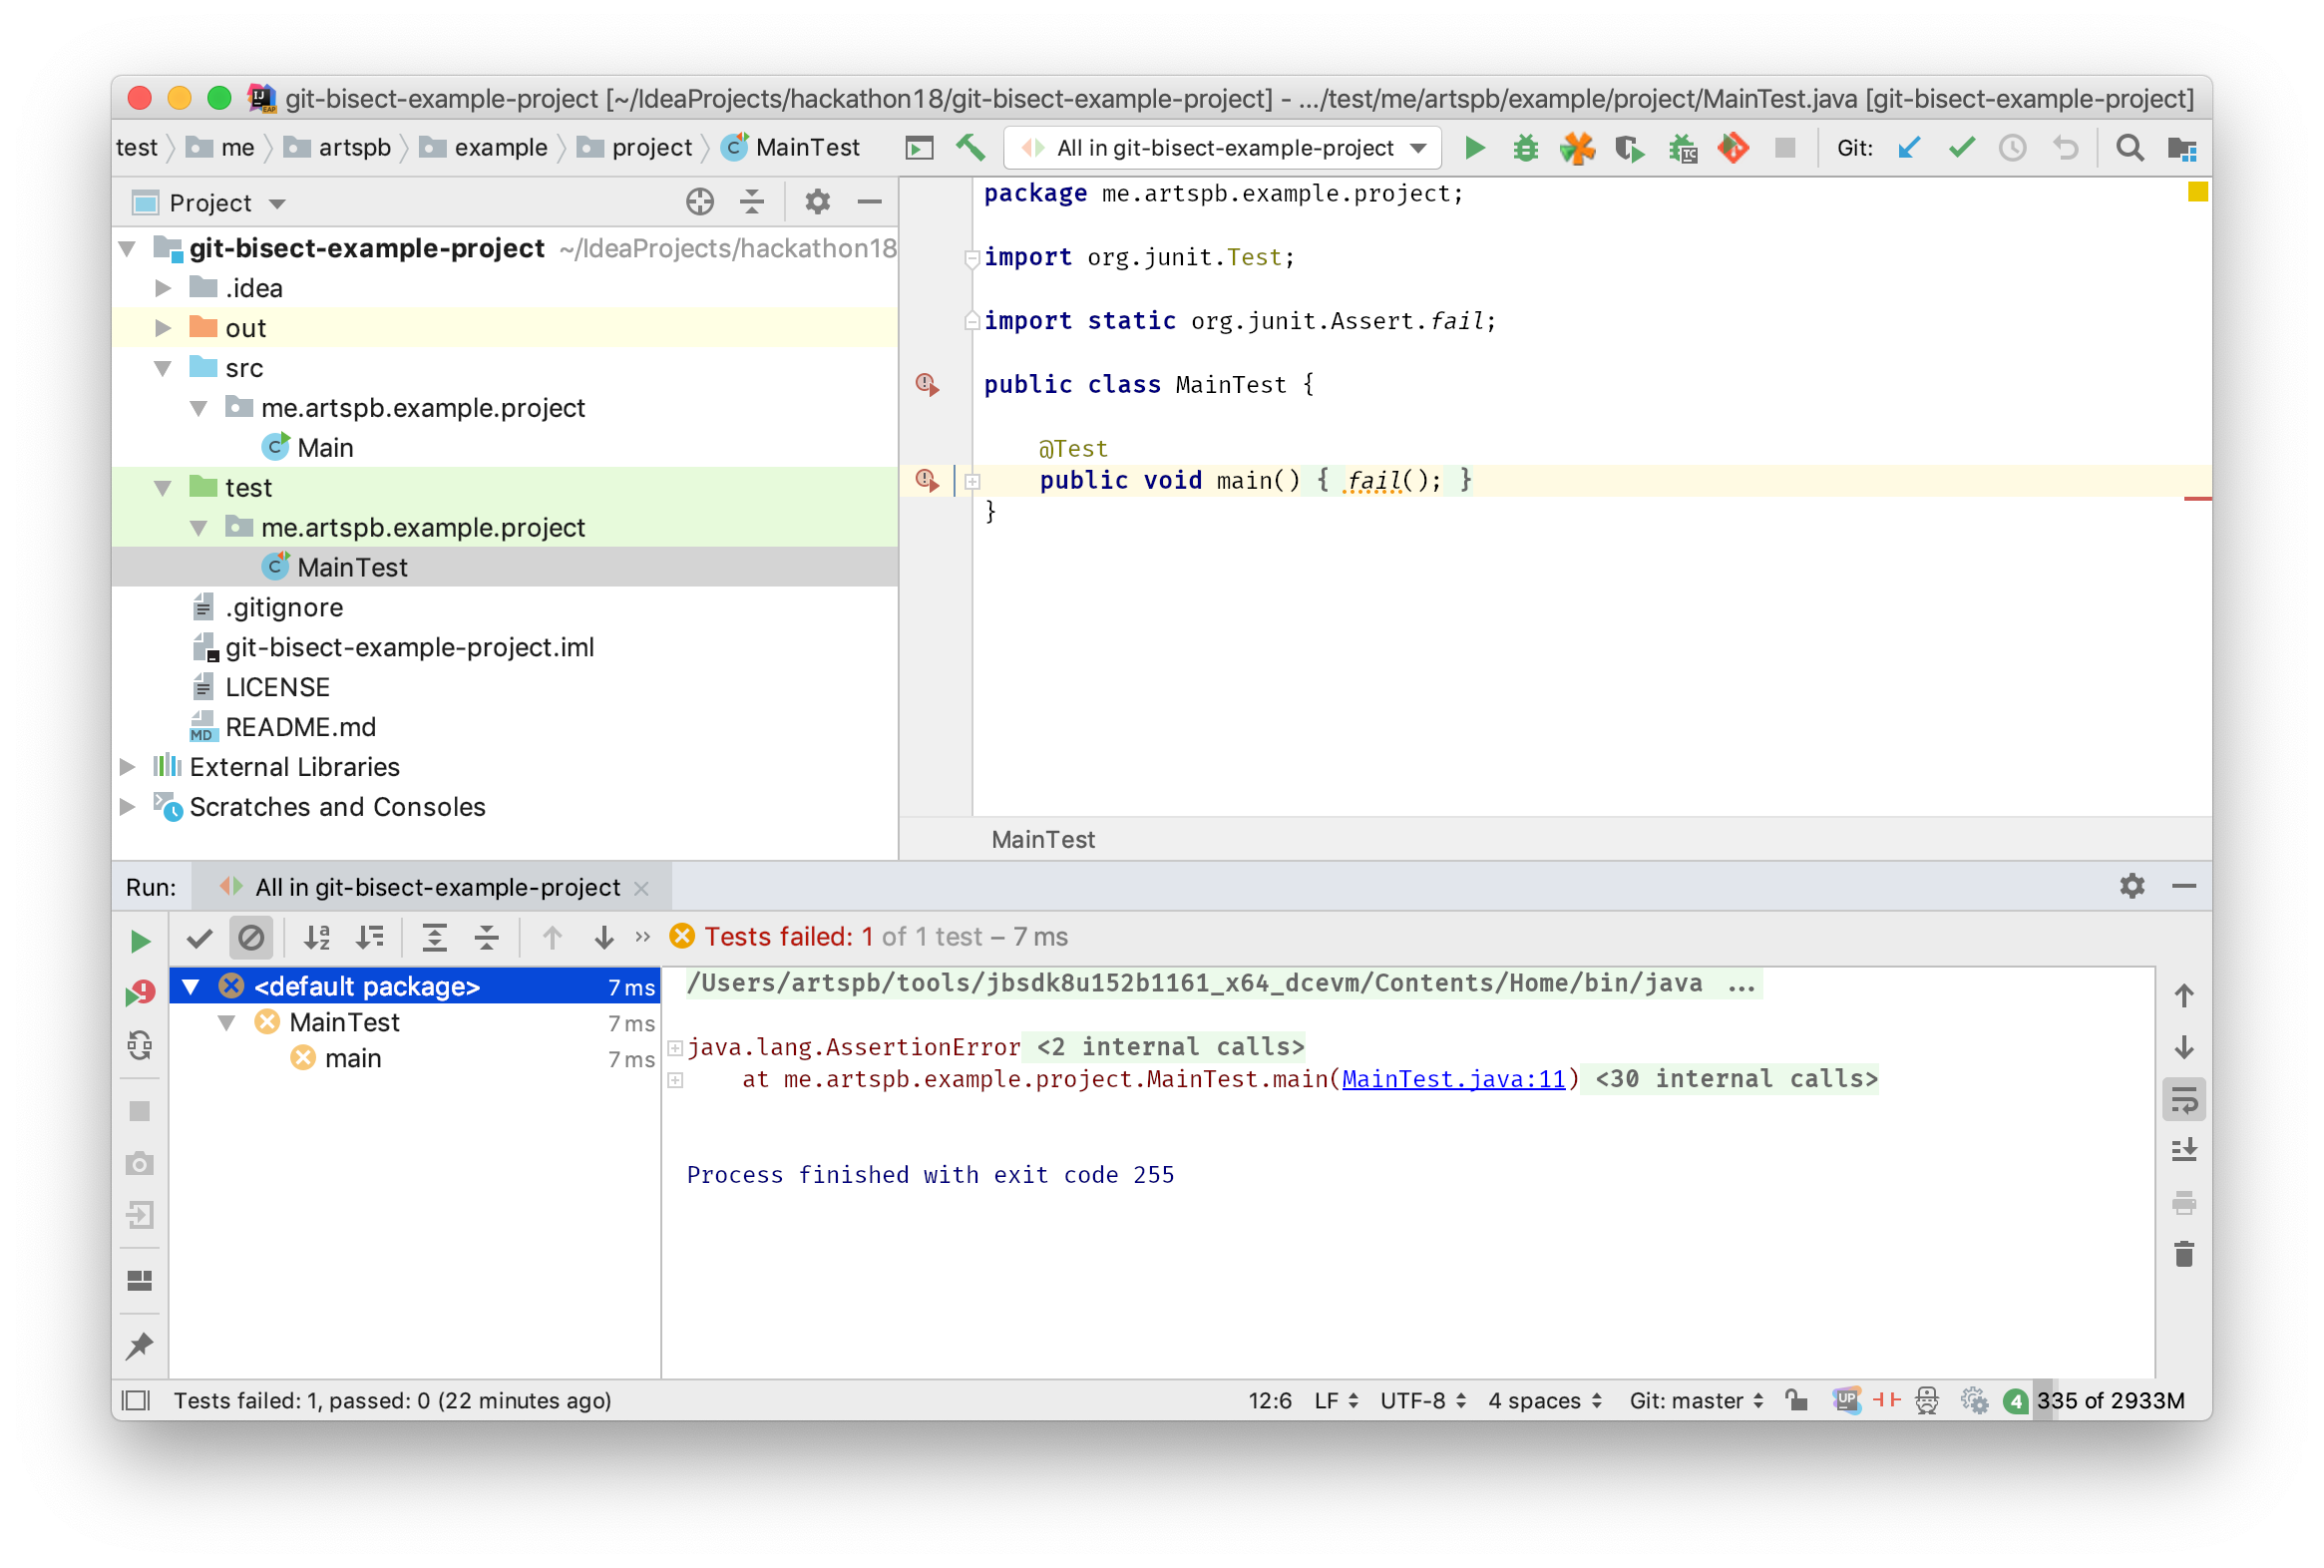 git-bisect-example-project [~/IdeaProjects/hackathon18/git-bisect-example-project] - .../test/me/artspb/example/project/MainTest.java [git-bisect-example-project]
test me artspb example project MainTest All in git-bisect-example-project Git:
Project
git-bisect-example-project ~/IdeaProjects/hackathon18
.idea
out
src
me.artspb.example.project
Main
test
me.artspb.example.project
MainTest
.gitignore
git-bisect-example-project.iml
LICENSE
README.md
External Libraries
Scratches and Consoles
package me.artspb.example.project;
import org.junit.Test;
import static org.junit.Assert.fail;
public class MainTest {
@Test
public void main() { fail(); }
}
MainTest
Run: All in git-bisect-example-project
Tests failed: 1 of 1 test – 7 ms
<default package> 7 ms
MainTest 7 ms
main 7 ms
/Users/artspb/tools/jbsdk8u152b1161_x64_dcevm/Contents/Home/bin/java ...
java.lang.AssertionError <2 internal calls>
at me.artspb.example.project.MainTest.main(MainTest.java:11) <30 internal calls>
Process finished with exit code 255
Tests failed: 1, passed: 0 (22 minutes ago) 12:6 LF UTF-8 4 spaces Git: master UP 4 335 of 2933M